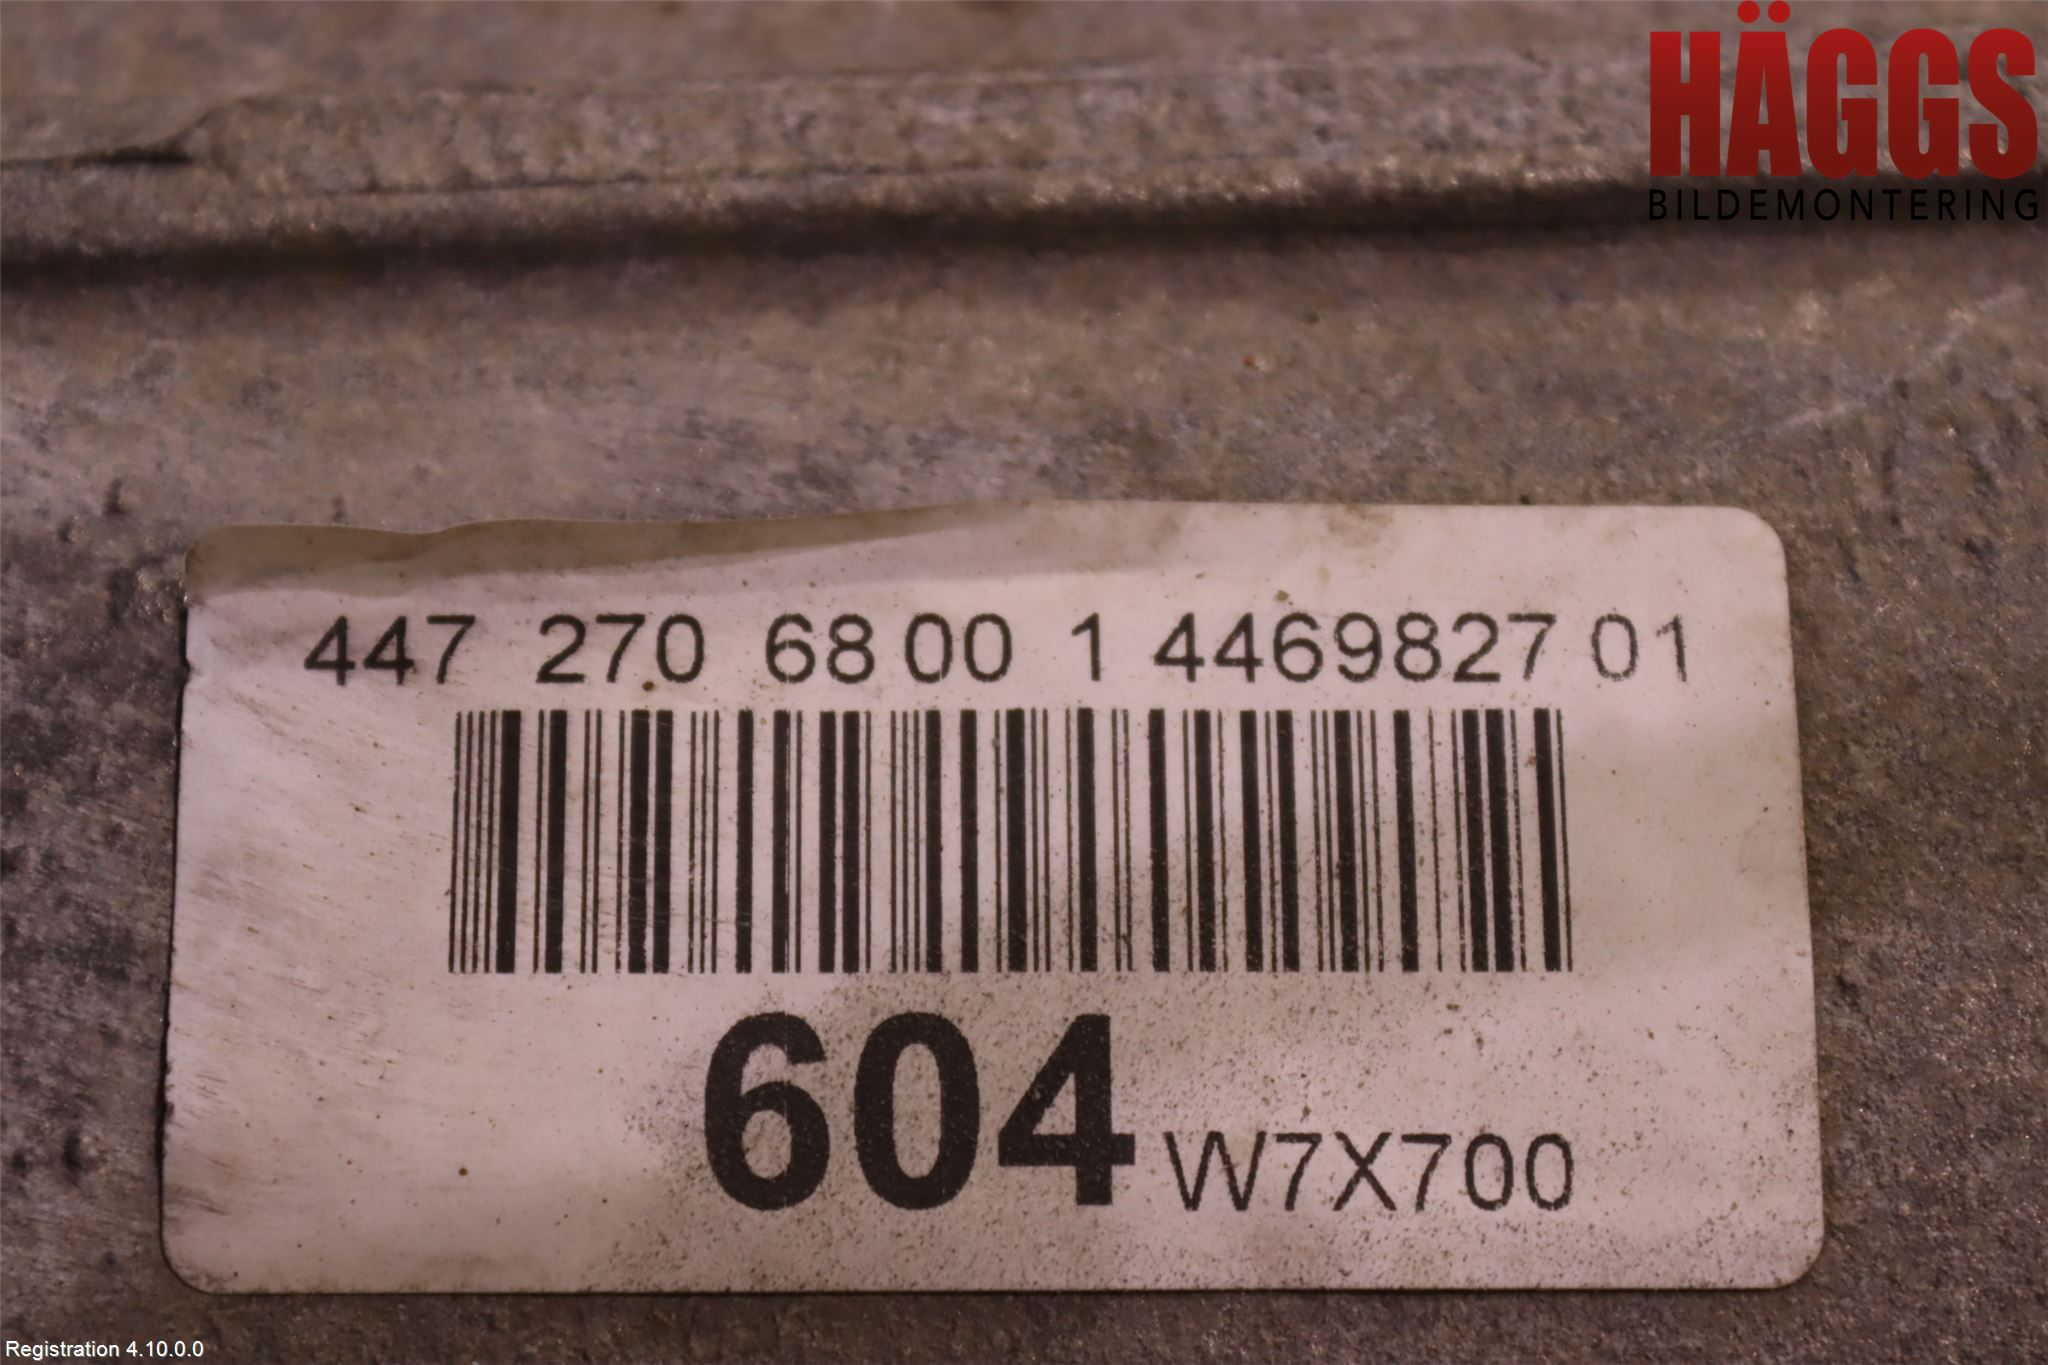 HÄGGS
BILDEMONTERING
447 270 68 00 1 4469827 01
604 W7X700
Registration 4.10.0.0